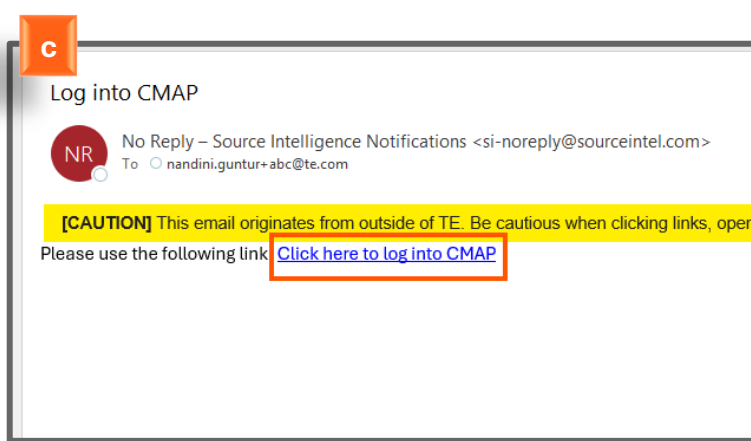 C
Log into CMAP
NR
No Reply – Source Intelligence Notifications <si-noreply@sourceintel.com>
To nandini.guntur+abc@te.com
[CAUTION] This email originates from outside of TE. Be cautious when clicking links, oper
Please use the following link Click here to log into CMAP